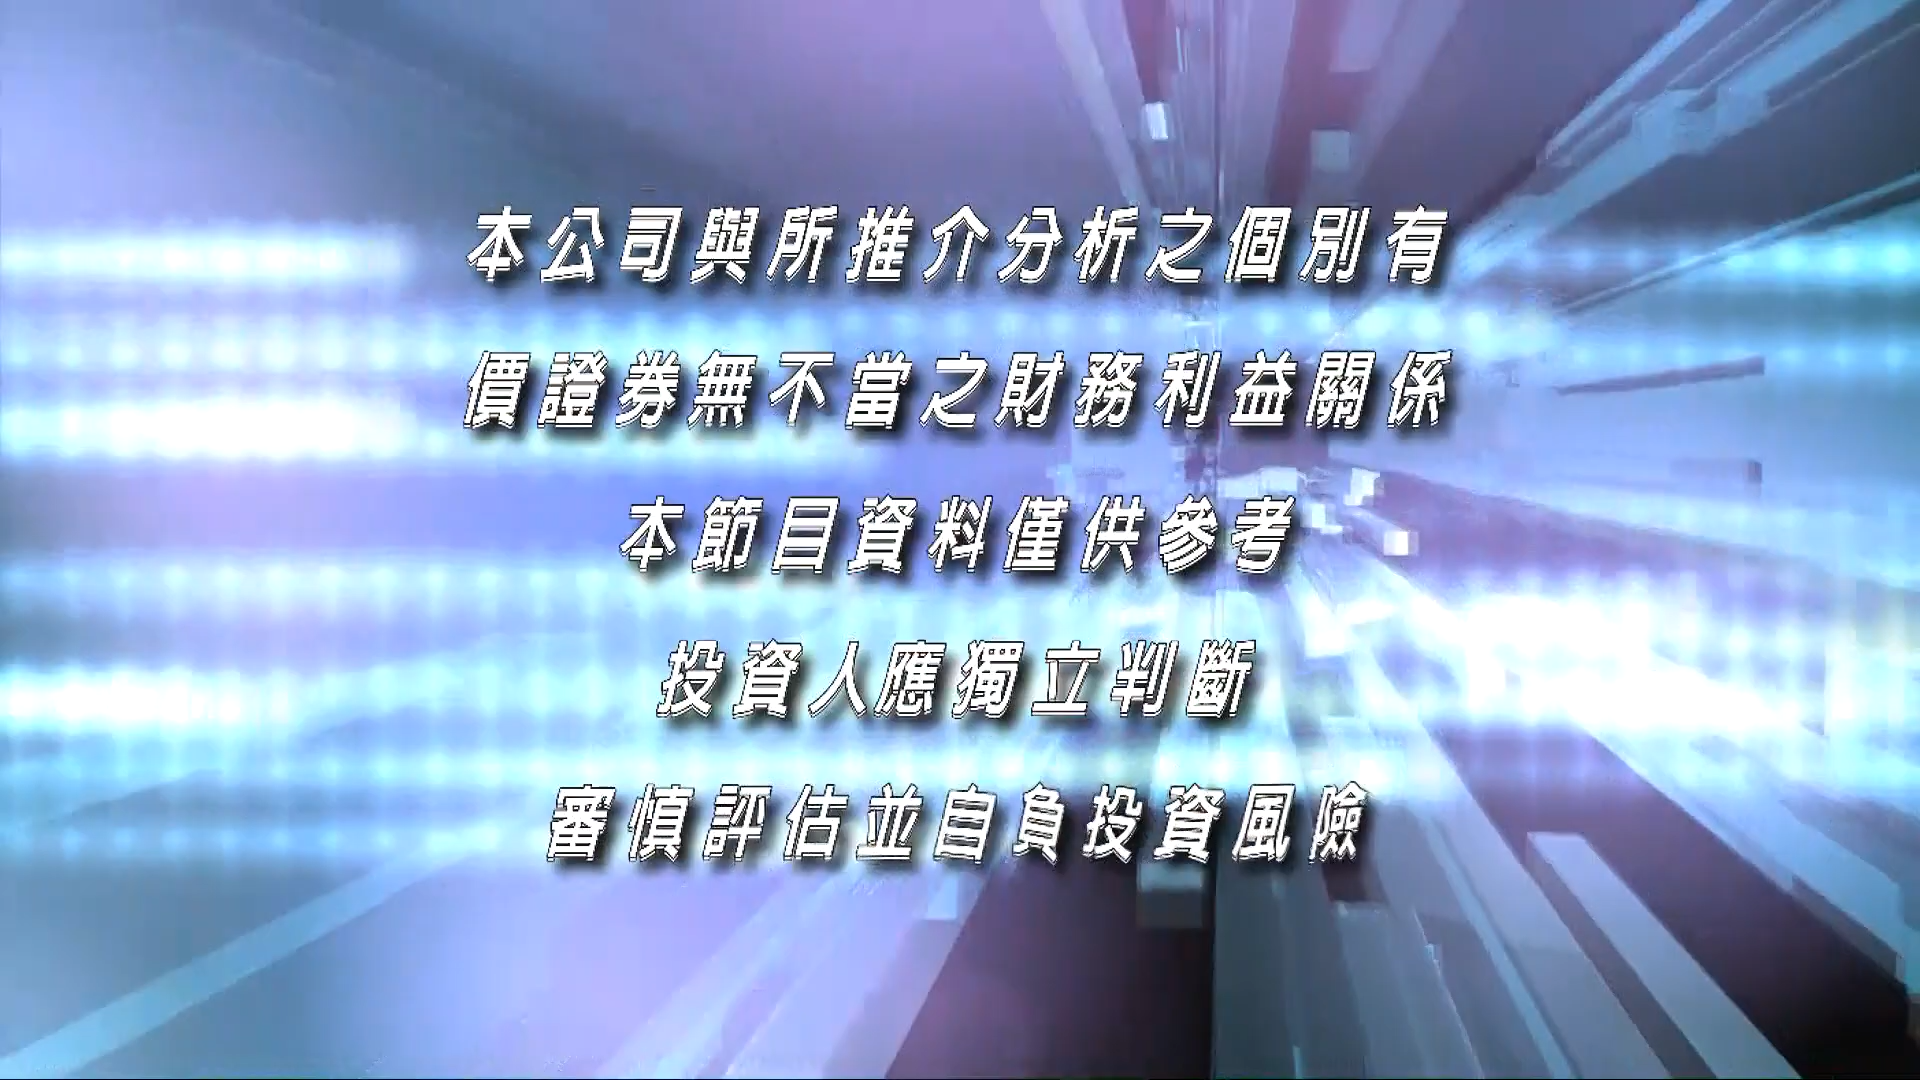 本公司與所推介分析之個別有
價證券無不當之財務利益關係
本節目資料僅供參考
投資人應獨立判斷
審慎評估並自負投資風險